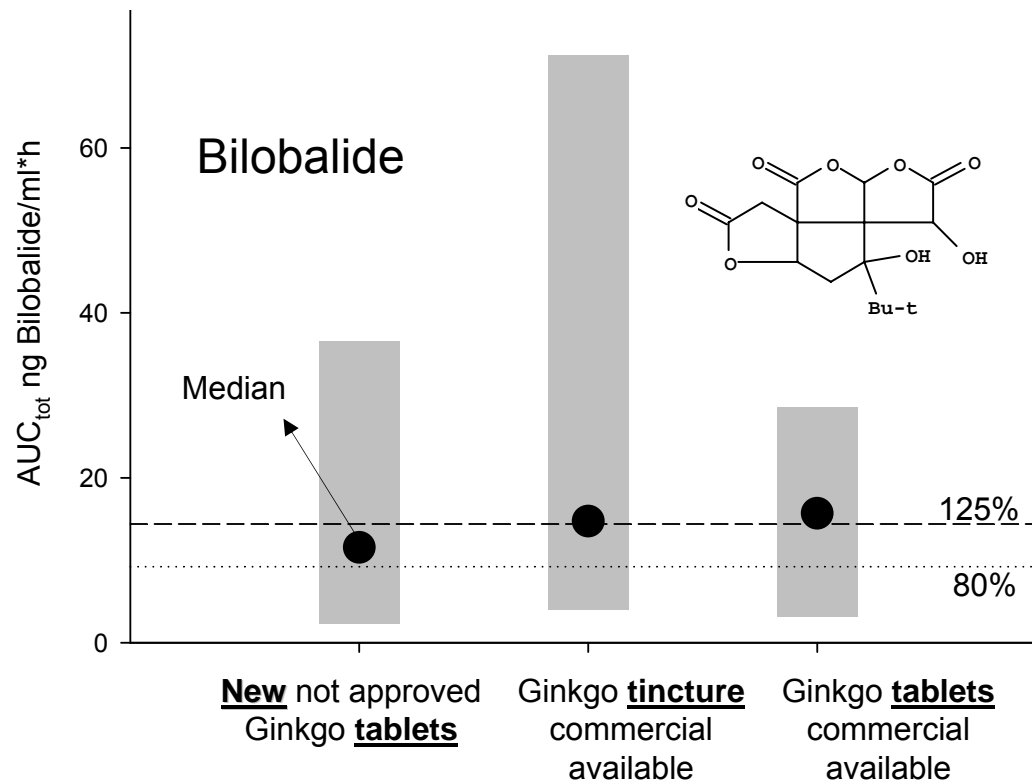 Bilobalide
AUCtot ng Bilobalide/ml*h
60
40
20
0
Median
125%
80%
O
O
O
O
O
O
OH
OH
Bu-t
New not approved
Ginkgo tablets
Ginkgo tincture
commercial
available
Ginkgo tablets
commercial
available